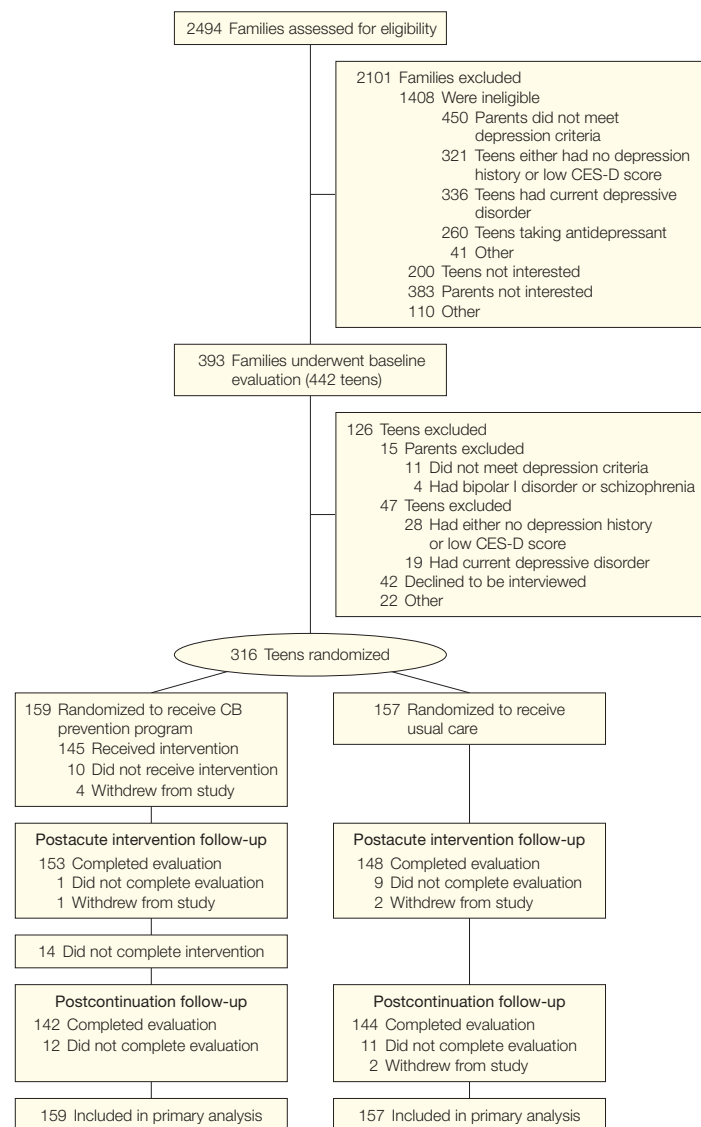 2494 Families assessed for eligibility
2101 Families excluded
1408 Were ineligible
450 Parents did not meet
depression criteria
321 Teens either had no depression
history or low CES-D score
336 Teens had current depressive
disorder
260 Teens taking antidepressant
41 Other
200 Teens not interested
383 Parents not interested
110 Other
393 Families underwent baseline
evaluation (442 teens)
126 Teens excluded
15 Parents excluded
11 Did not meet depression criteria
4 Had bipolar I disorder or schizophrenia
47 Teens excluded
28 Had either no depression history
or low CES-D score
19 Had current depressive disorder
42 Declined to be interviewed
22 Other
316 Teens randomized
159 Randomized to receive CB
prevention program
145 Received intervention
10 Did not receive intervention
4 Withdrew from study
157 Randomized to receive
usual care
Postacute intervention follow-up
153 Completed evaluation
1 Did not complete evaluation
1 Withdrew from study
Postacute intervention follow-up
148 Completed evaluation
9 Did not complete evaluation
2 Withdrew from study
14 Did not complete intervention
Postcontinuation follow-up
142 Completed evaluation
12 Did not complete evaluation
Postcontinuation follow-up
144 Completed evaluation
11 Did not complete evaluation
2 Withdrew from study
159 Included in primary analysis
157 Included in primary analysis